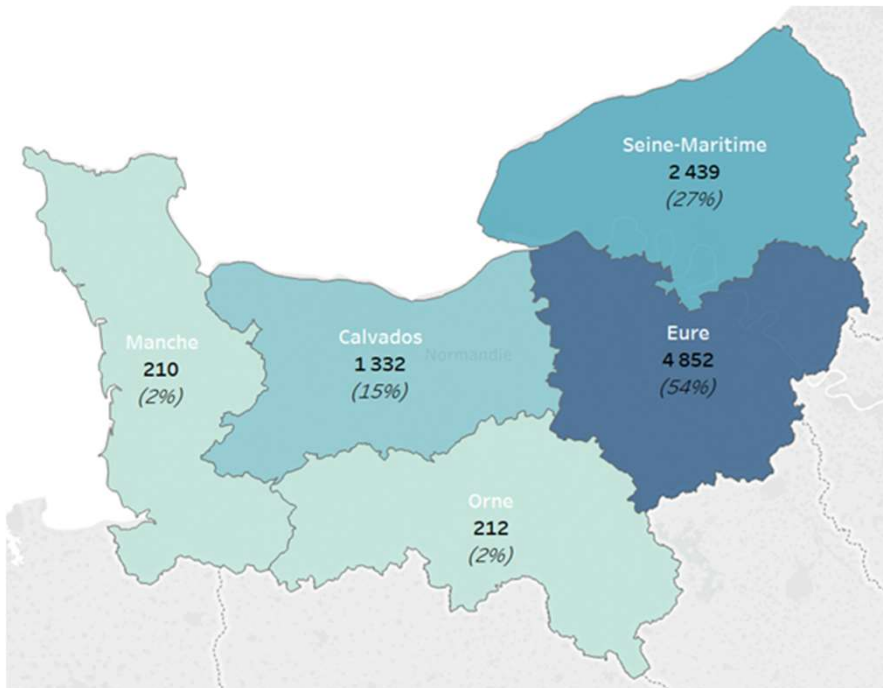 Seine-Maritime
2 439
(27%)
Manche
210
(2%)
Calvados
Normandie
1 332
(15%)
Eure
4 852
(54%)
Orne
212
(2%)